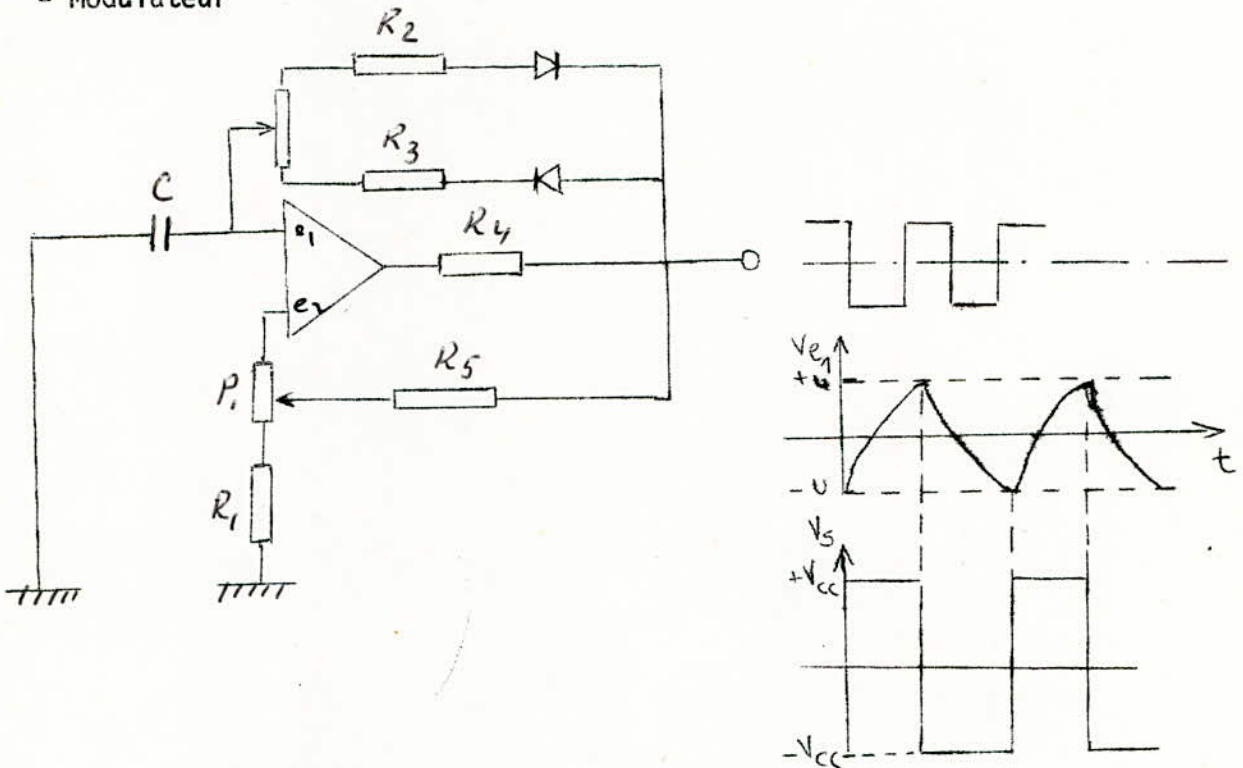 - Modulateur
R2
R3
C
e1
R4
e2
P1
R5
R1
Ve1
+u
t
-u
Vs
+Vcc
-Vcc